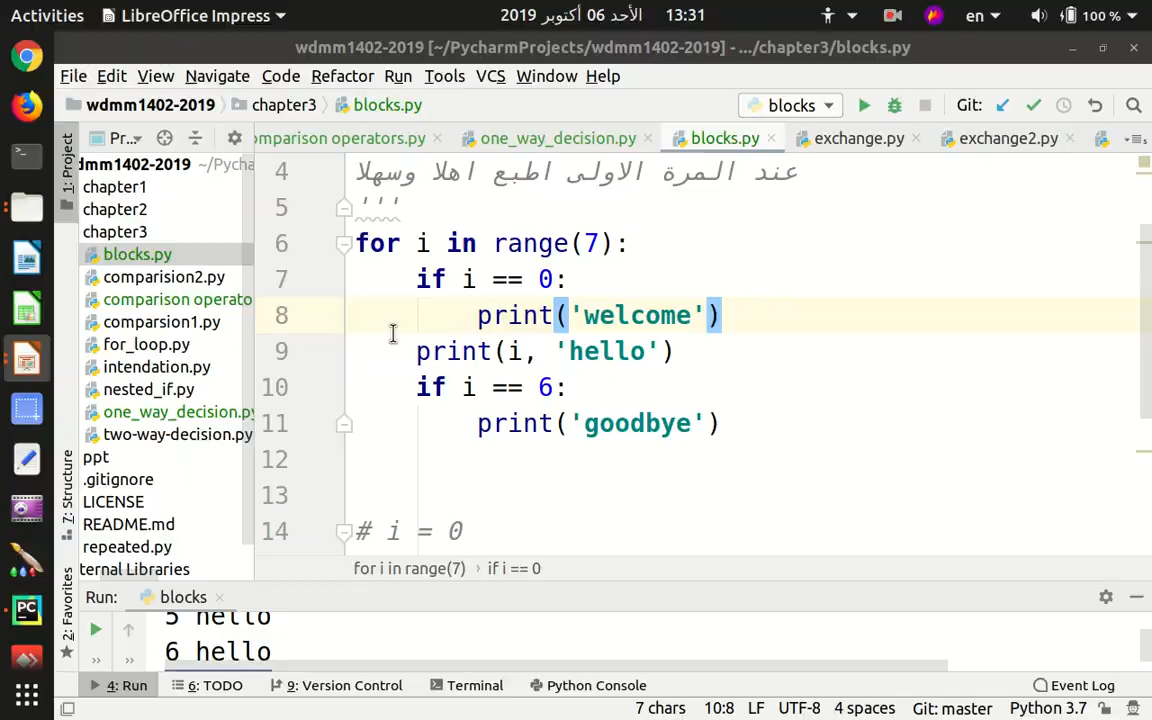 Activities LibreOffice Impress 2019 الأحد 06 أكتوبر 13:31 en 100 %
wdmm1402-2019 [~/PycharmProjects/wdmm1402-2019] - .../chapter3/blocks.py
File Edit View Navigate Code Refactor Run Tools VCS Window Help
wdmm1402-2019 chapter3 blocks.py blocks Git:
1: Project
Pr... omparison operators.py one_way_decision.py blocks.py exchange.py exchange2.py
dmm1402-2019 ~/Pycha
chapter1
chapter2
chapter3
blocks.py
comparision2.py
comparison operato
comparsion1.py
for_loop.py
intendation.py
nested_if.py
one_way_decision.py
two-way-decision.py
ppt
.gitignore
LICENSE
README.md
repeated.py
ternal Libraries
4 عند المرة الاولى اطبع اهلا وسهلا
5 '''
6 for i in range(7):
7 if i == 0:
8 print('welcome')
9 print(i, 'hello')
10 if i == 6:
11 print('goodbye')
12
13
14 # i = 0
for i in range(7) › if i == 0
7: Structure
2: Favorites
Run: blocks
5 hello
6 hello
4: Run 6: TODO 9: Version Control Terminal Python Console Event Log
7 chars 10:8 LF UTF-8 4 spaces Git: master Python 3.7